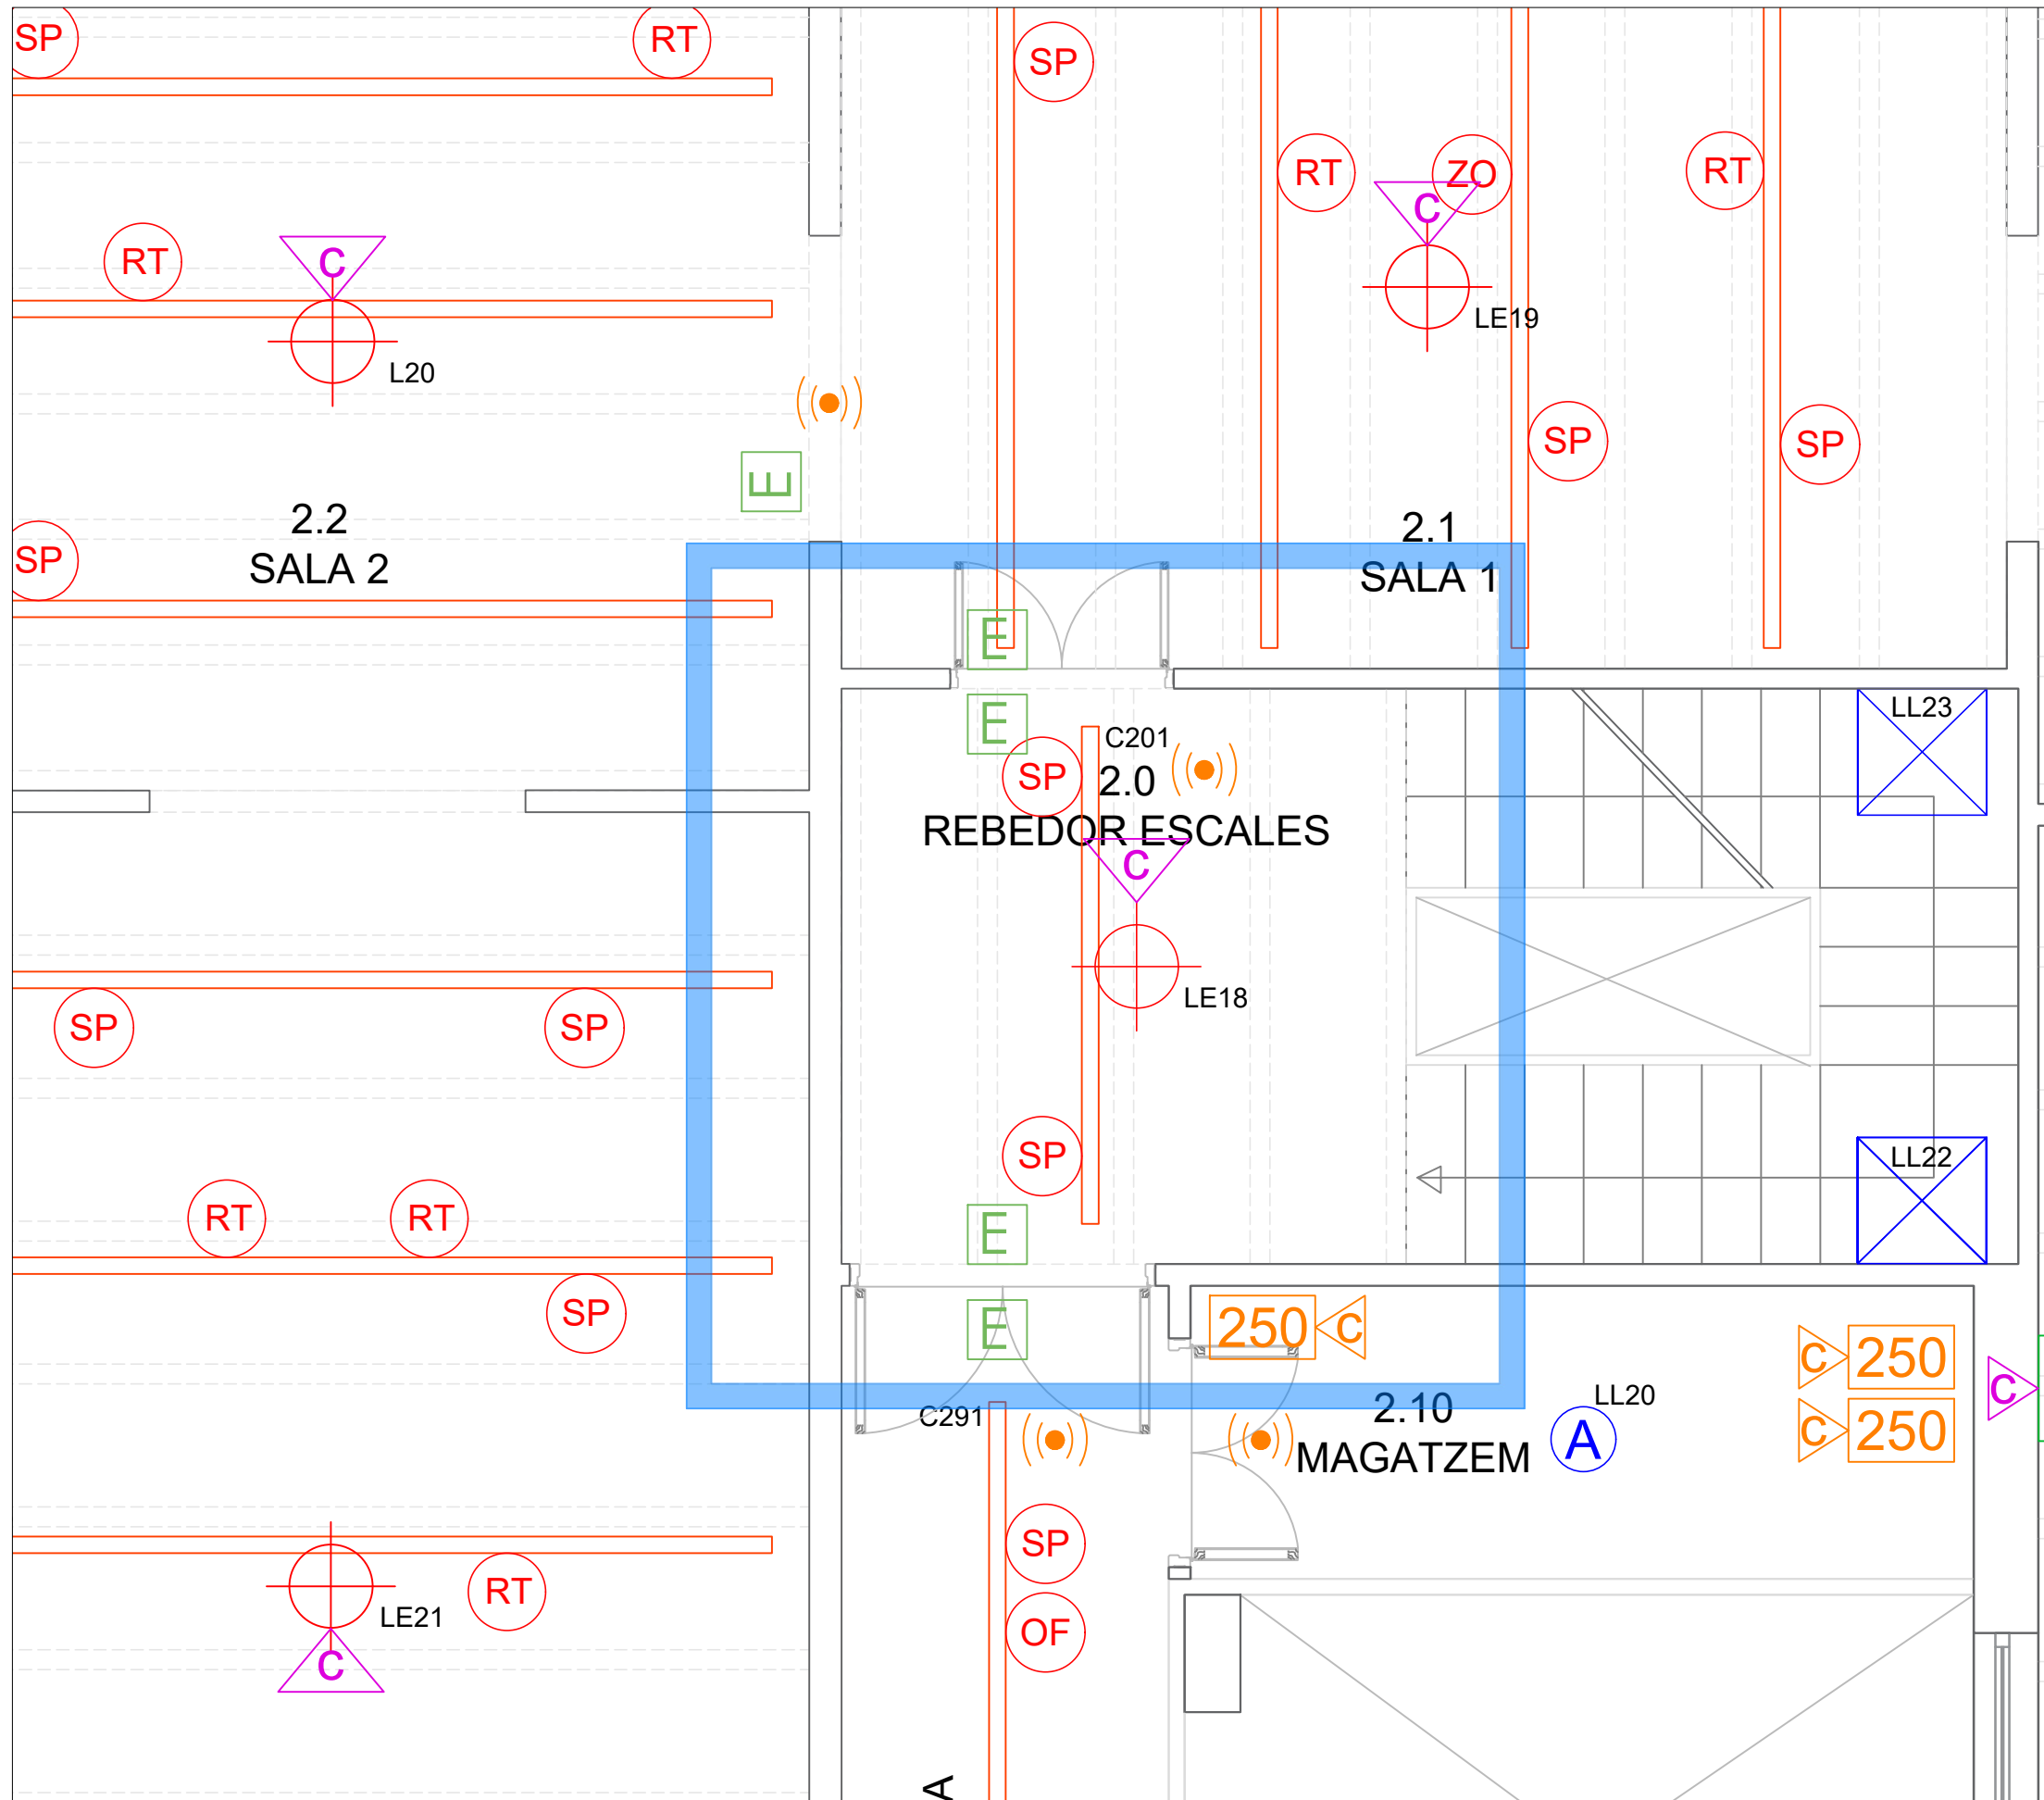 SP
RT
SP
RT
ZO
RT
RT
C
C
LE19
L20
SP
SP
E
2.2
SALA 2
2.1
SALA 1
SP
E
E
C201
SP
2.0
REBEDOR ESCALES
C
LL23
LE18
SP
SP
SP
LL22
RT
RT
E
SP
E
250
C
C
250
C
C291
2.10
MAGATZEM
LL20
A
C
250
SP
RT
OF
LE21
C
A